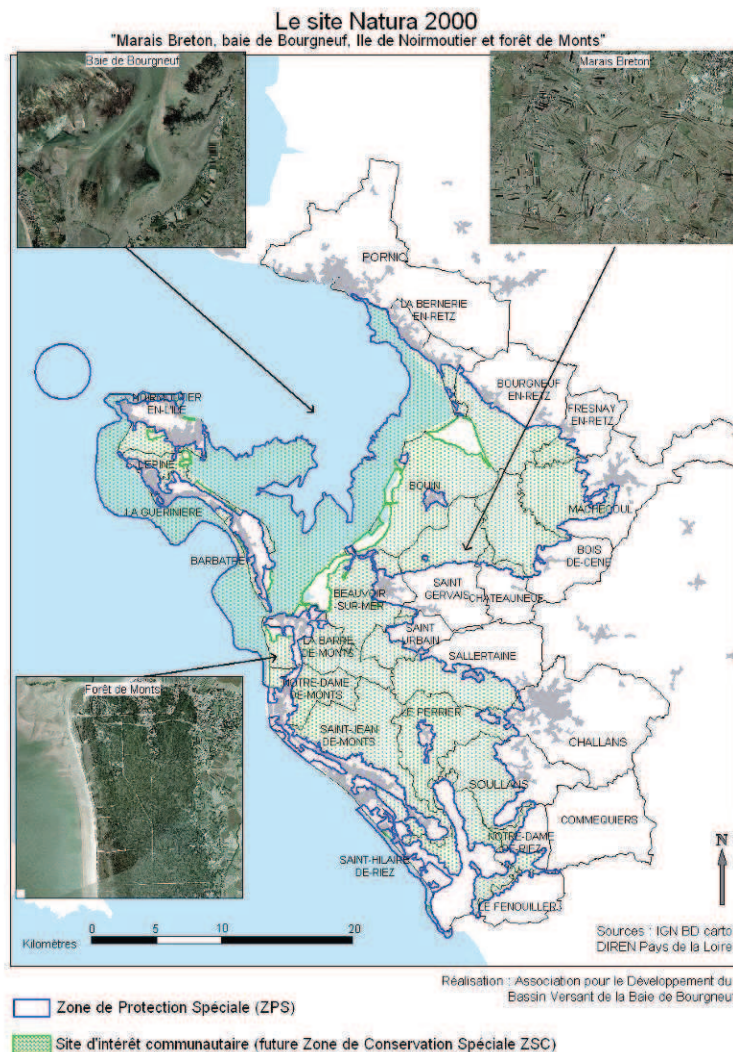 Le site Natura 2000
"Marais Breton, baie de Bourgneuf, Ile de Noirmoutier et forêt de Monts"
Baie de Bourgneuf
Marais Breton
PORNIC
LA BERNERIE
EN-RETZ
BOURGNEUF
EN-RETZ
FRESNAY
EN-RETZ
NOIRMOUTIER
EN-L'ILE
L'EPINE
LA GUERINIERE
BOUIN
MACHECOUL
BARBATRE
BOIS
DE-CENE
BEAUVOIR
SUR-MER
SAINT
GERVAIS
CHATEAUNEUF
SAINT
URBAIN
LA BARRE
DE-MONTS
SALLERTAINE
Forêt de Monts
NOTRE-DAME
DE-MONTS
LE PERRIER
SAINT-JEAN
DE-MONTS
CHALLANS
SOULLANS
COMMEQUIERS
NOTRE-DAME
DE-RIEZ
SAINT-HILAIRE
DE-RIEZ
LE FENOUILLER
N
Sources : IGN BD carto
DIREN Pays de la Loire
0 5 10 20
Kilomètres
Réalisation : Association pour le Développement du
Bassin Versant de la Baie de Bourgneuf
Zone de Protection Spéciale (ZPS)
Site d'intérêt communautaire (future Zone de Conservation Spéciale ZSC)